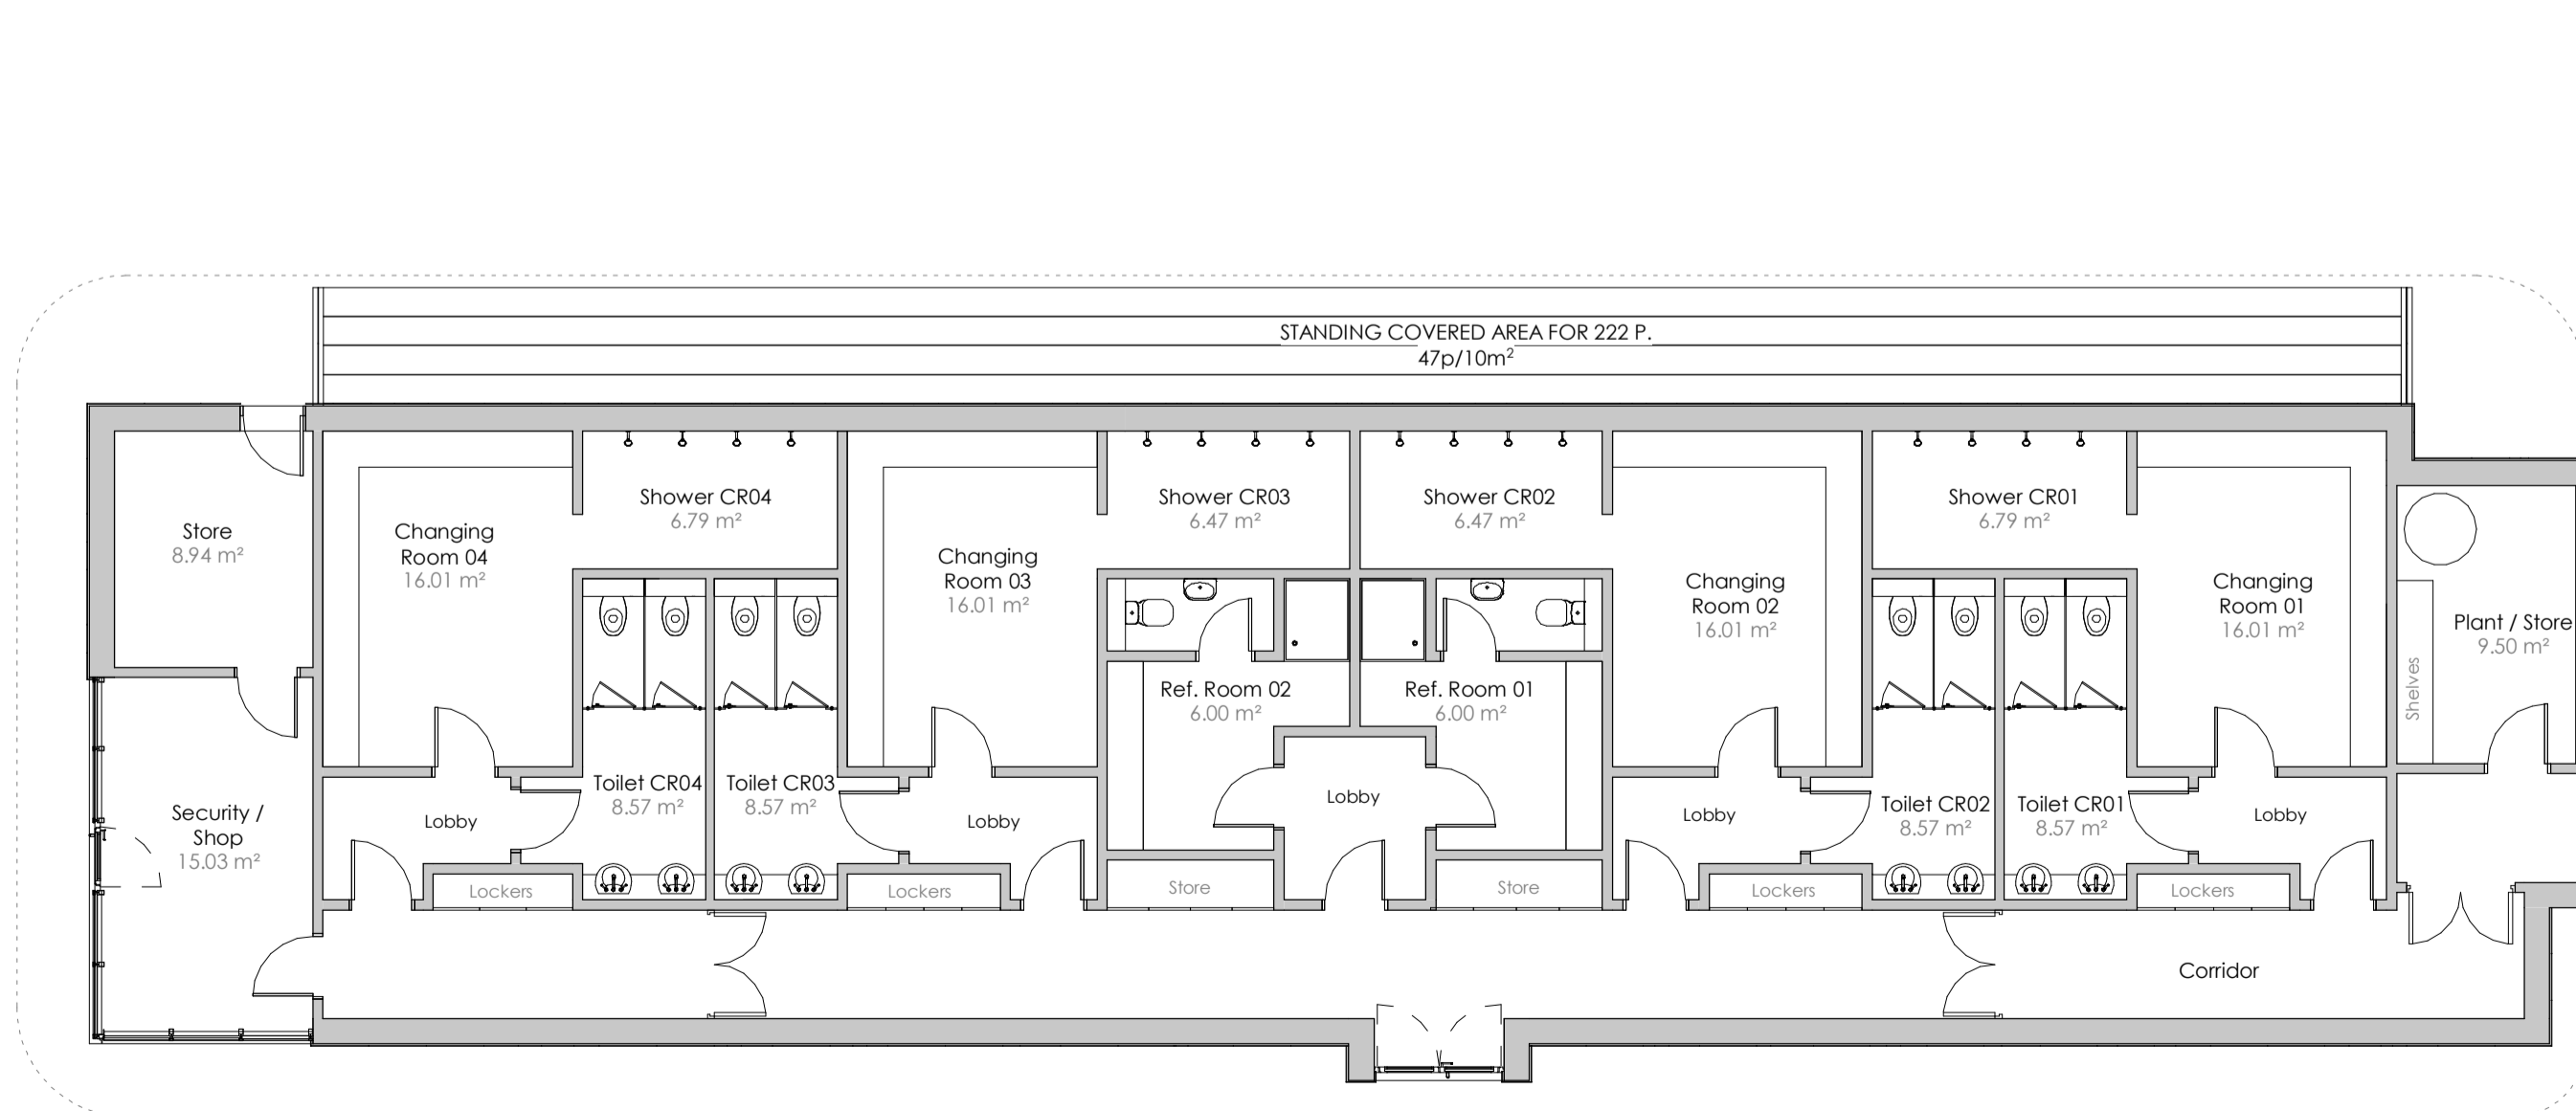 STANDING COVERED AREA FOR 222 P.
47p/10m²
Store
8.94 m²
Changing
Room 04
16.01 m²
Shower CR04
6.79 m²
Changing
Room 03
16.01 m²
Shower CR03
6.47 m²
Shower CR02
6.47 m²
Changing
Room 02
16.01 m²
Shower CR01
6.79 m²
Changing
Room 01
16.01 m²
Plant / Store
9.50 m²
Shelves
Ref. Room 02
6.00 m²
Ref. Room 01
6.00 m²
Security /
Shop
15.03 m²
Lobby
Toilet CR04
8.57 m²
Toilet CR03
8.57 m²
Lobby
Lobby
Lobby
Toilet CR02
8.57 m²
Toilet CR01
8.57 m²
Lobby
Lockers
Lockers
Store
Store
Lockers
Lockers
Corridor